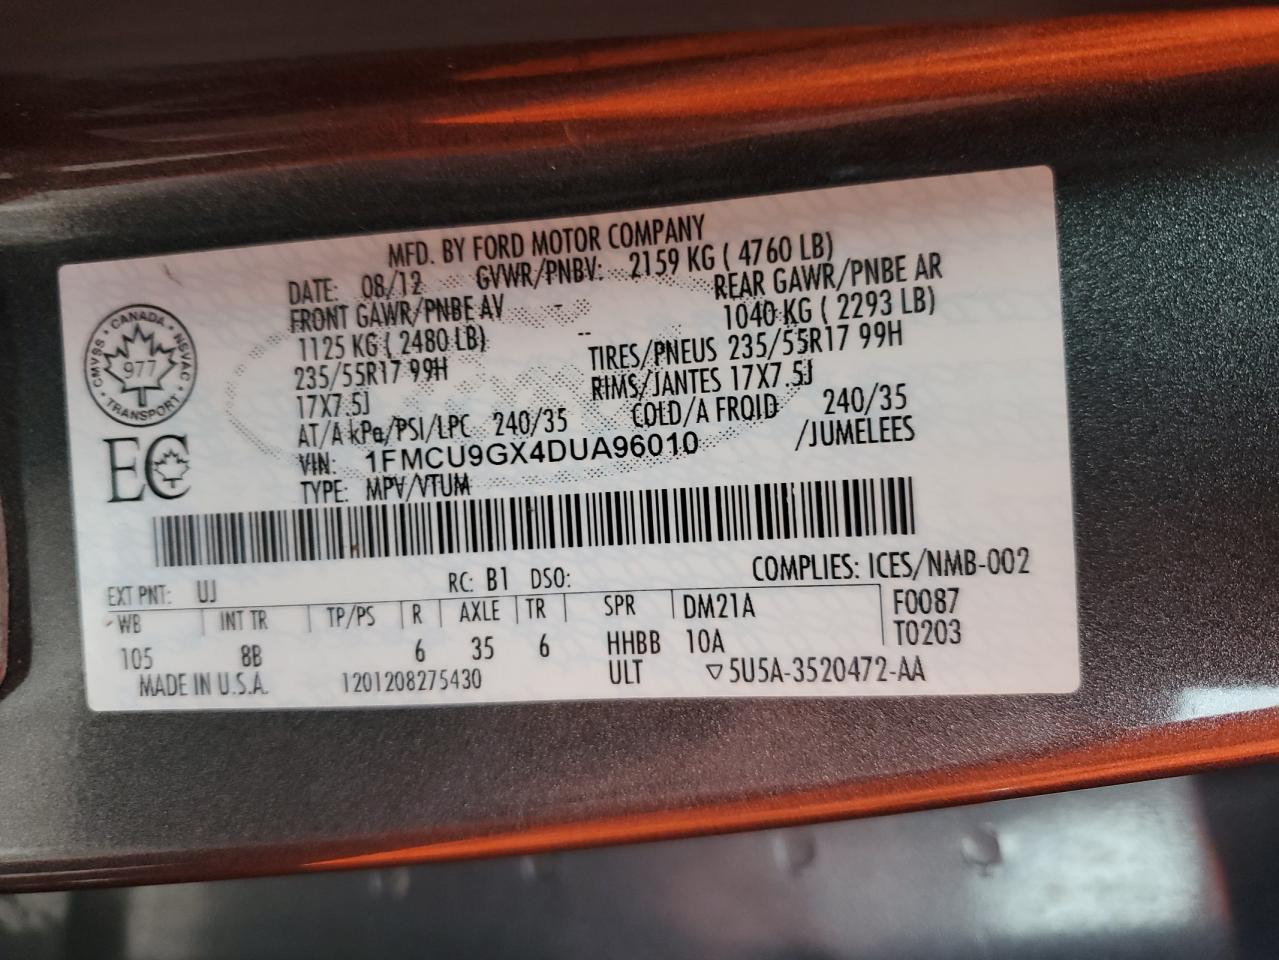 MFD. BY FORD MOTOR COMPANY
DATE: 08/12 GVWR/PNBV: 2159 KG ( 4760 LB)
FRONT GAWR/PNBE AV - REAR GAWR/PNBE AR
1125 KG ( 2480 LB) -- 1040 KG ( 2293 LB)
235/55R17 99H TIRES/PNEUS 235/55R17 99H
17X7.5J RIMS/JANTES 17X7.5J
AT/A kPa/PSI/LPC 240/35 COLD/A FROID 240/35
VIN: 1FMCU9GX4DUA96010 /JUMELEES
TYPE: MPV/VTUM
CMVSS • CANADA • NSVAC • TRANSPORT •
977
EC
COMPLIES: ICES/NMB-002
EXT PNT: UJ RC: B1 DSO:
WB INT TR TP/PS R AXLE TR SPR DM21A F0087
105 8B 6 35 6 HHBB 10A T0203
MADE IN U.S.A. 1201208275430 ULT ▽5U5A-3520472-AA